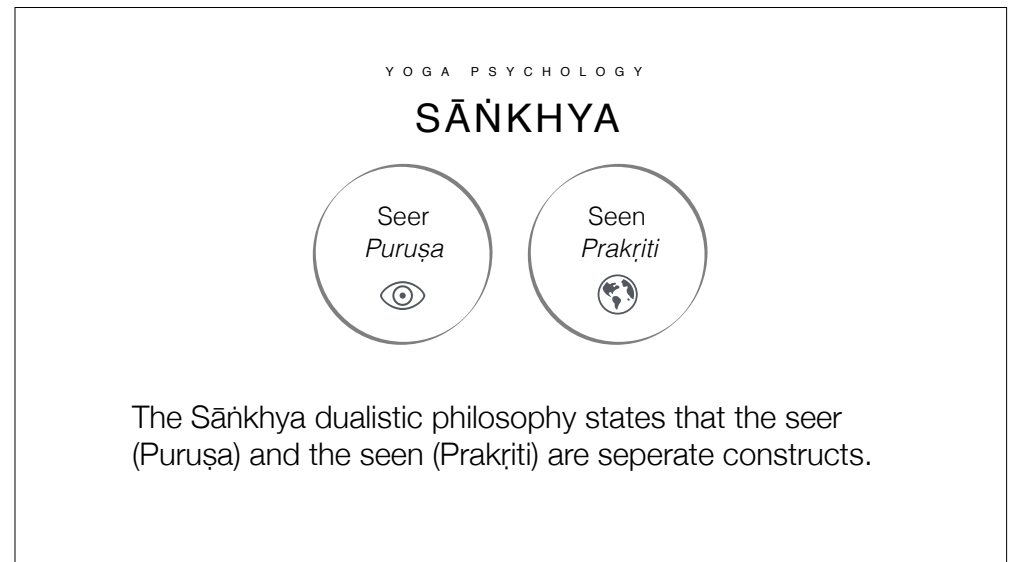 YOGA PSYCHOLOGY
SĀṄKHYA
Seer
Puruṣa
Seen
Prakṛiti
The Sāṅkhya dualistic philosophy states that the seer
(Puruṣa) and the seen (Prakṛiti) are seperate constructs.